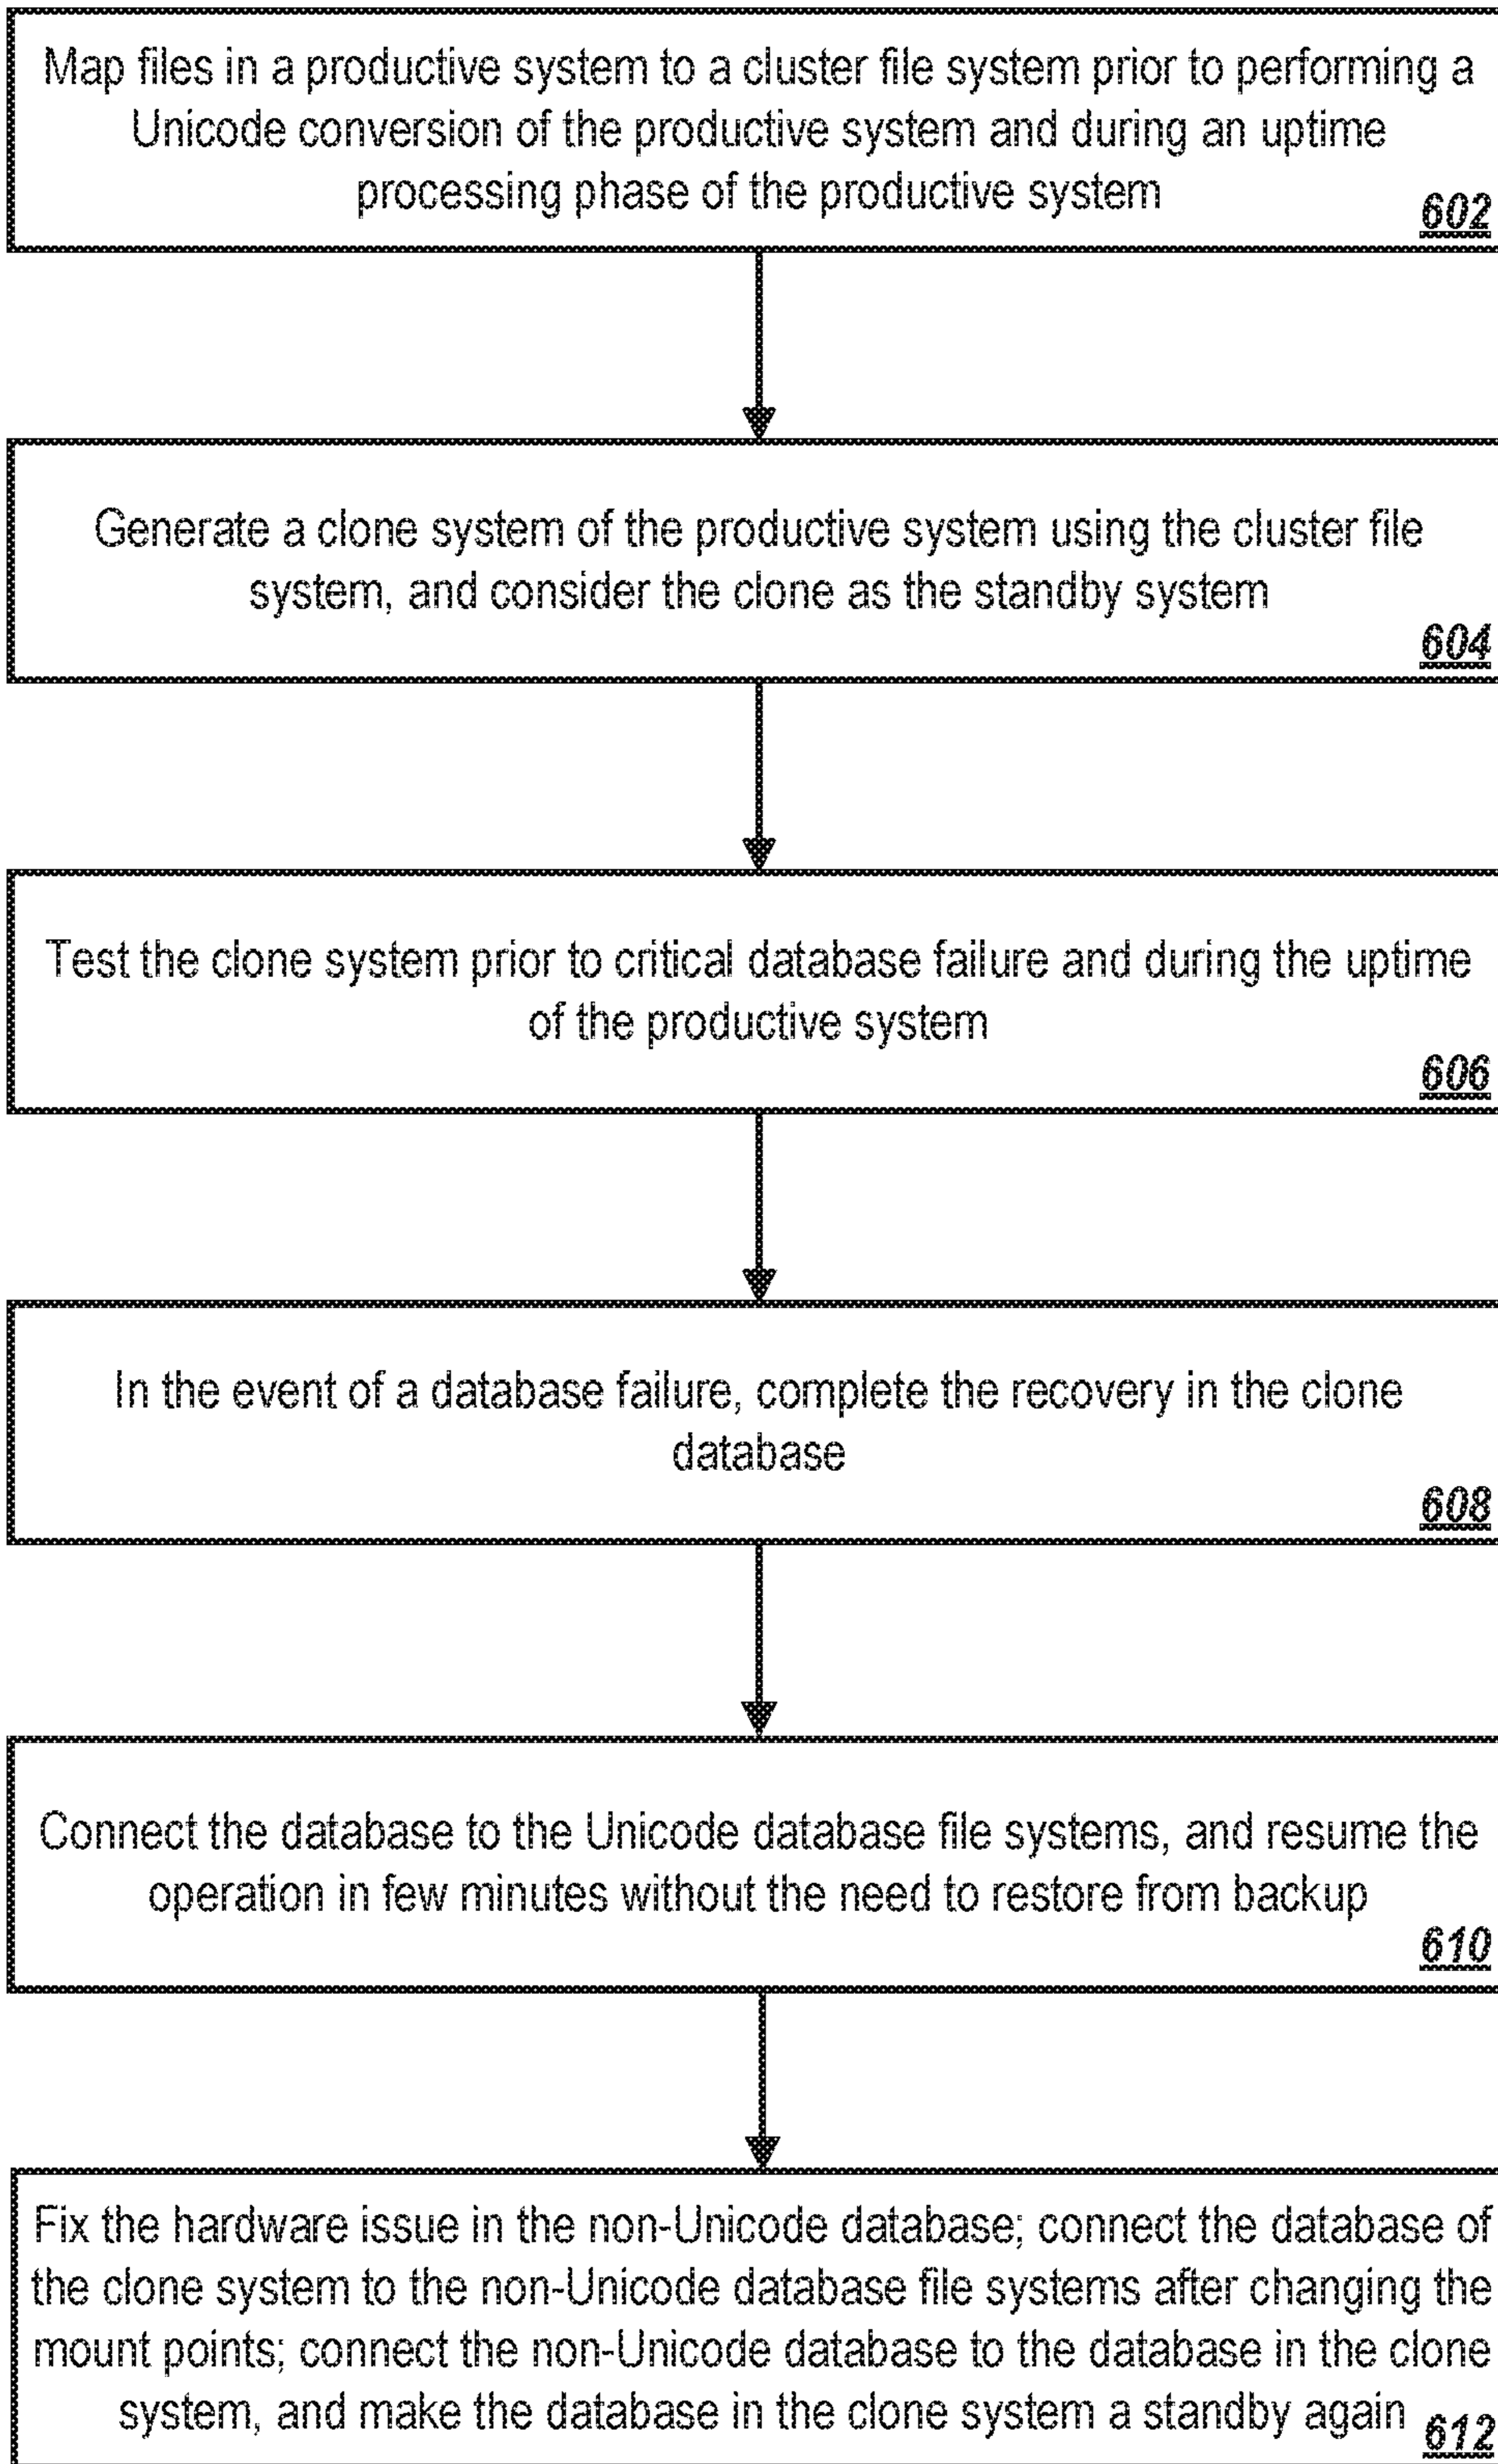 Map files in a productive system to a cluster file system prior to performing a
Unicode conversion of the productive system and during an uptime
processing phase of the productive system
602
Generate a clone system of the productive system using the cluster file
system, and consider the clone as the standby system
604
Test the clone system prior to critical database failure and during the uptime
of the productive system
606
In the event of a database failure, complete the recovery in the clone
database
608
Connect the database to the Unicode database file systems, and resume the
operation in few minutes without the need to restore from backup
610
Fix the hardware issue in the non-Unicode database; connect the database of
the clone system to the non-Unicode database file systems after changing the
mount points; connect the non-Unicode database to the database in the clone
system, and make the database in the clone system a standby again
612